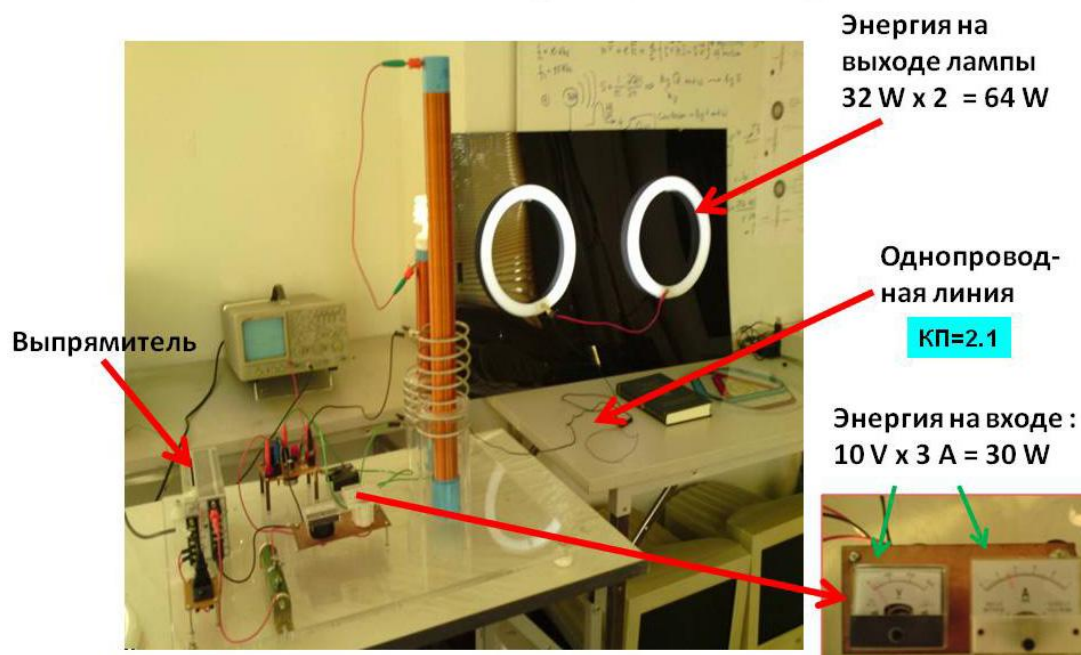 Энергия на
выходе лампы
32 W x 2 = 64 W
Однопровод-
ная линия
КП=2.1
Выпрямитель
Энергия на входе :
10 V x 3 A = 30 W
V
A